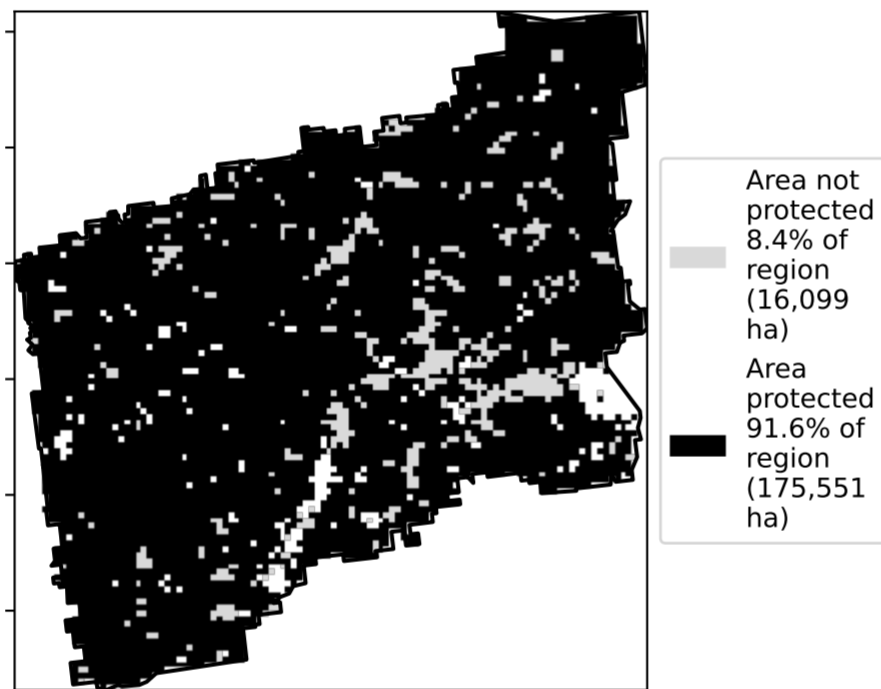 Area not
protected
8.4% of
region
(16,099
ha)
Area
protected
91.6% of
region
(175,551
ha)